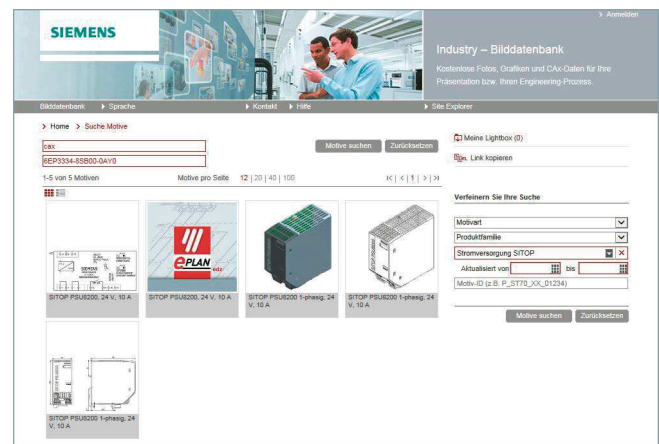 SIEMENS
> Anmelden
Industry – Bilddatenbank
Kostenlose Fotos, Grafiken und CAx-Daten für Ihre
Präsentation bzw. Ihren Engineering-Prozess.
Bilddatenbank
Sprache
Kontakt
Hilfe
Site Explorer
> Home > Suche Motive
cax
6EP3334-8SB00-0AY0
Motive suchen
Zurücksetzen
1-5 von 5 Motiven
Motive pro Seite 12 | 20 | 40 | 100
|< | < | 1 | > | >|
Meine Lightbox (0)
Link kopieren
Verfeinern Sie Ihre Suche
Motivart
Produktfamilie
Stromversorgung SITOP
Aktualisiert von
bis
Motiv-ID (z.B. P_ST70_XX_01234)
Motive suchen
Zurücksetzen
SIEMENS
EPLAN
edz
SITOP PSU8200, 24 V, 10 A
SITOP PSU8200, 24 V, 10 A
SITOP PSU8200 1-phasig, 24
V, 10 A
SITOP PSU8200 1-phasig, 24
V, 10 A
SITOP PSU8200 1-phasig, 24
V, 10 A